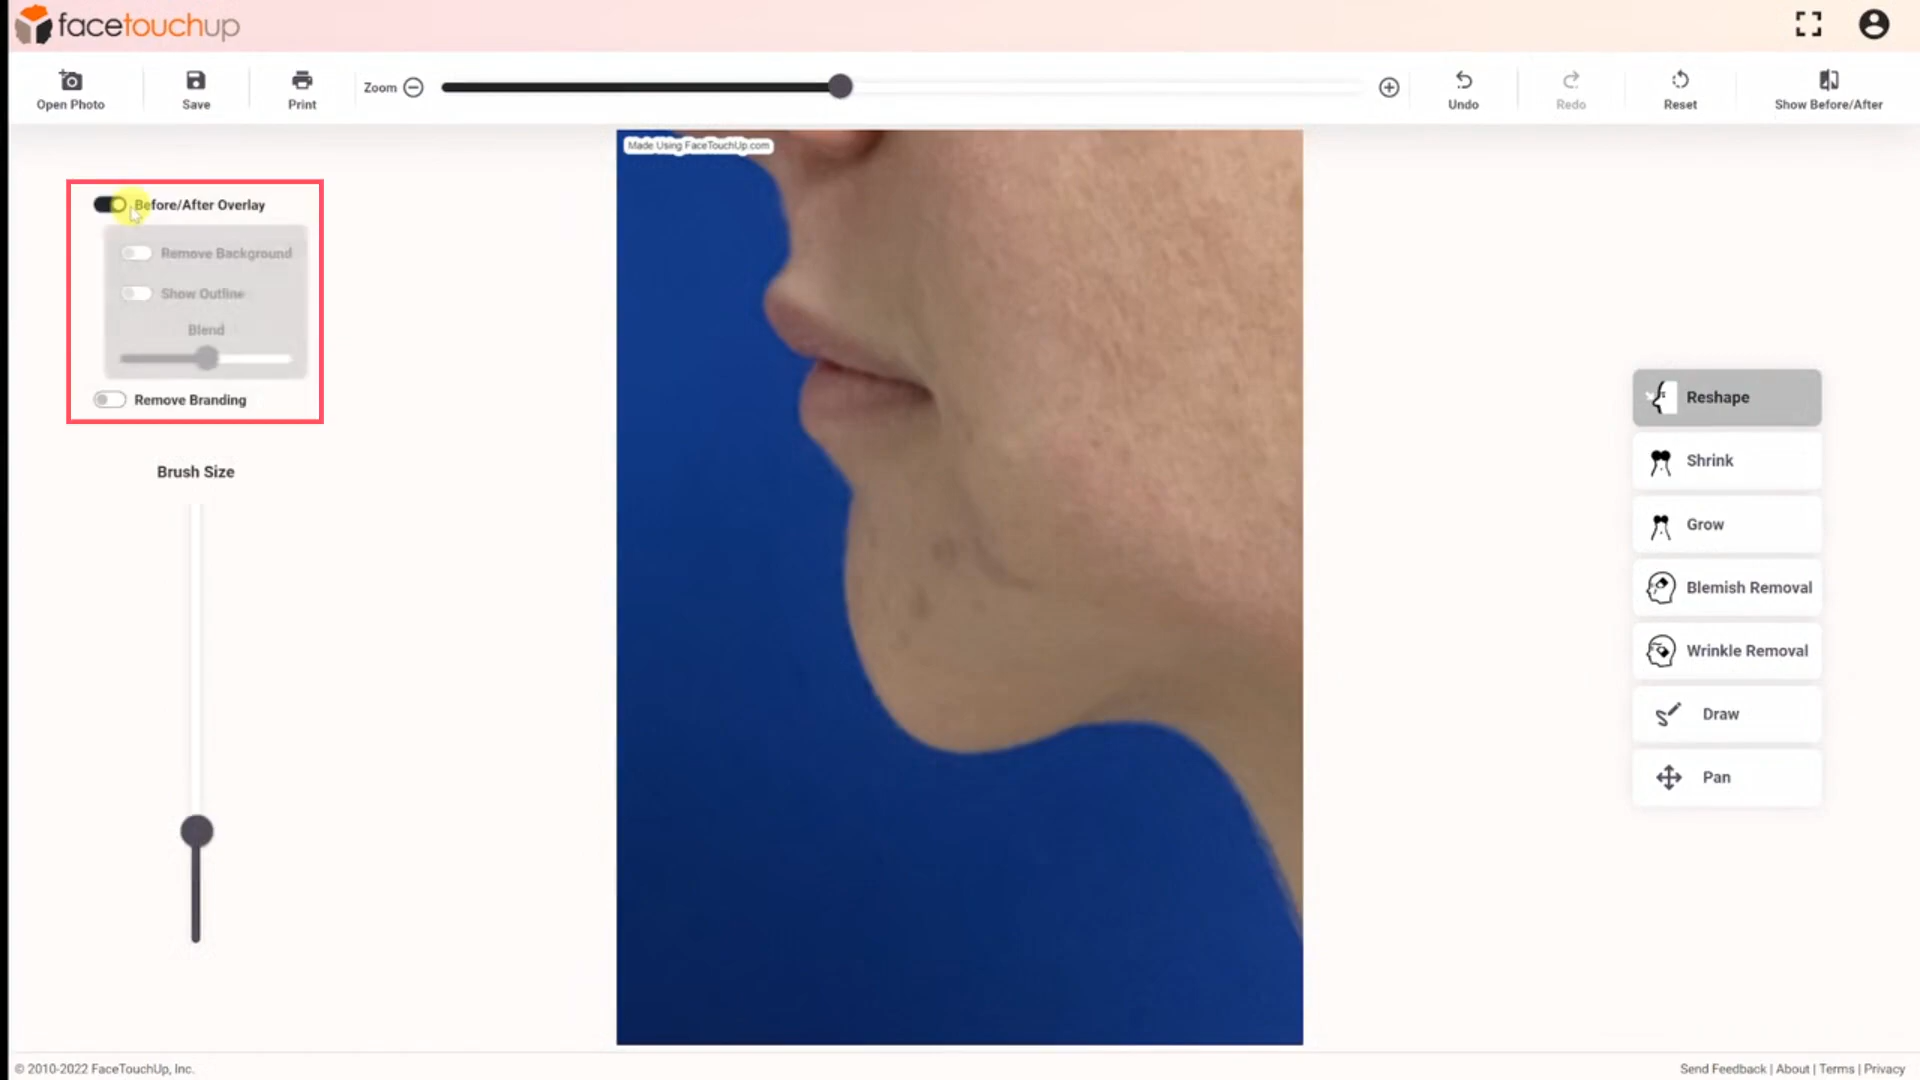 facetouchup
Open Photo
Save
Print
Zoom
Undo
Redo
Reset
Show Before/After
Made Using FaceTouchUp.com
Before/After Overlay
Remove Background
Show Outline
Blend
Remove Branding
Brush Size
Reshape
Shrink
Grow
Blemish Removal
Wrinkle Removal
Draw
Pan
© 2010-2022 FaceTouchUp, Inc.
Send Feedback | About | Terms | Privacy